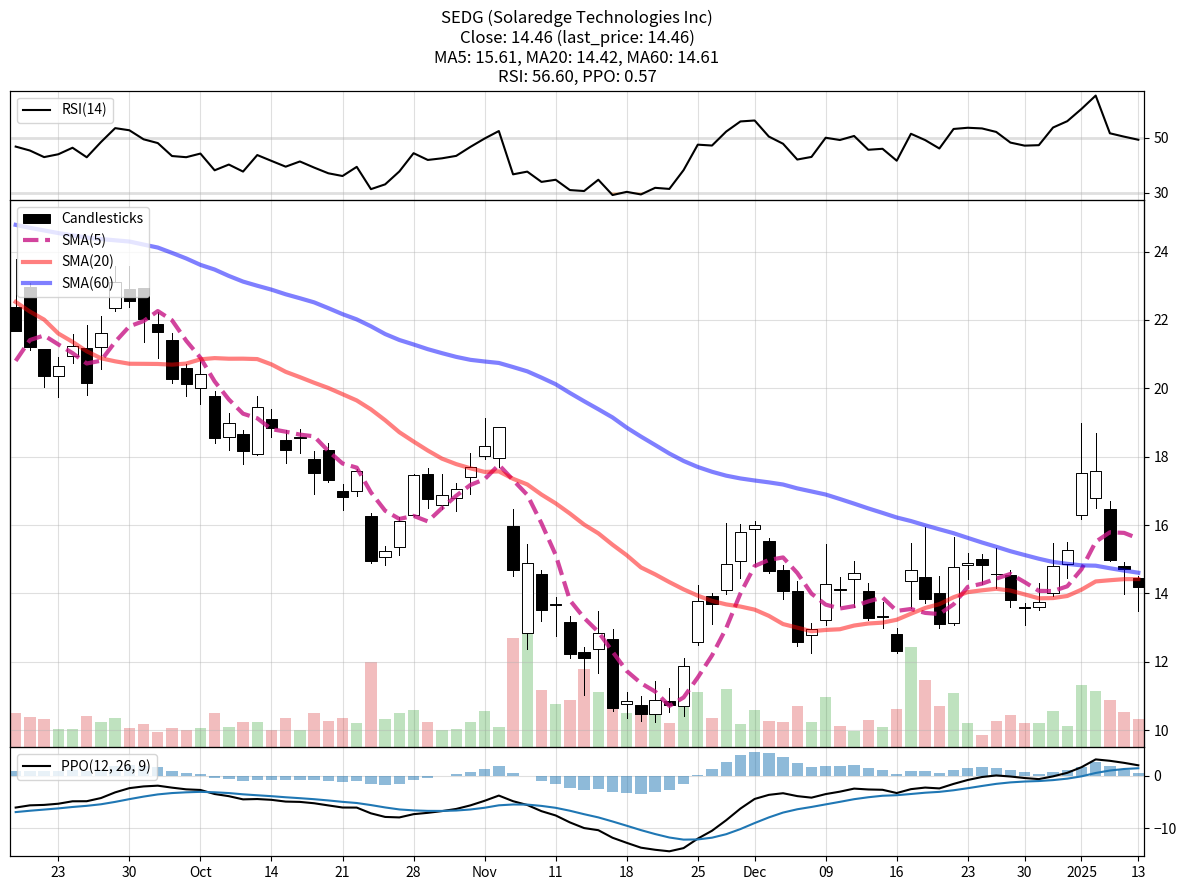 SEDG (Solaredge Technologies Inc)
Close: 14.46 (last_price: 14.46)
MA5: 15.61, MA20: 14.42, MA60: 14.61
RSI: 56.60, PPO: 0.57
RSI(14)
50
30
Candlesticks
SMA(5)
SMA(20)
SMA(60)
24
22
20
18
16
14
12
10
PPO(12, 26, 9)
0
−10
23 30 Oct 14 21 28 Nov 11 18 25 Dec 09 16 23 30 2025 13